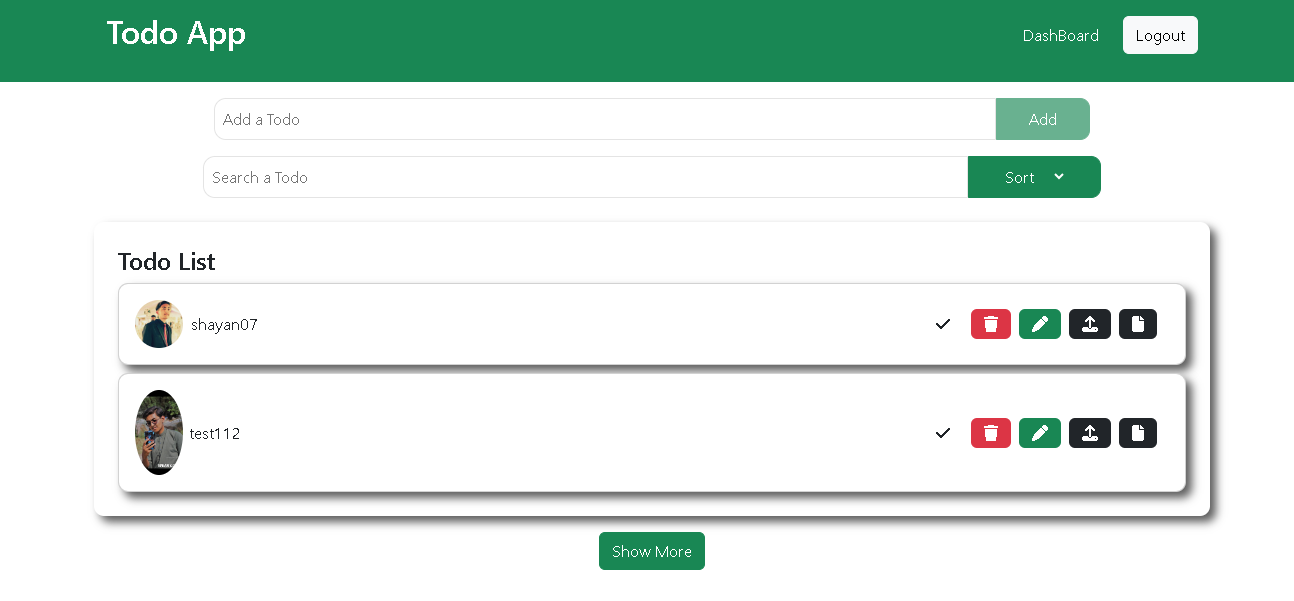 Todo App
DashBoard
Logout
Add a Todo
Add
Search a Todo
Sort
Todo List
shayan07
test112
Show More